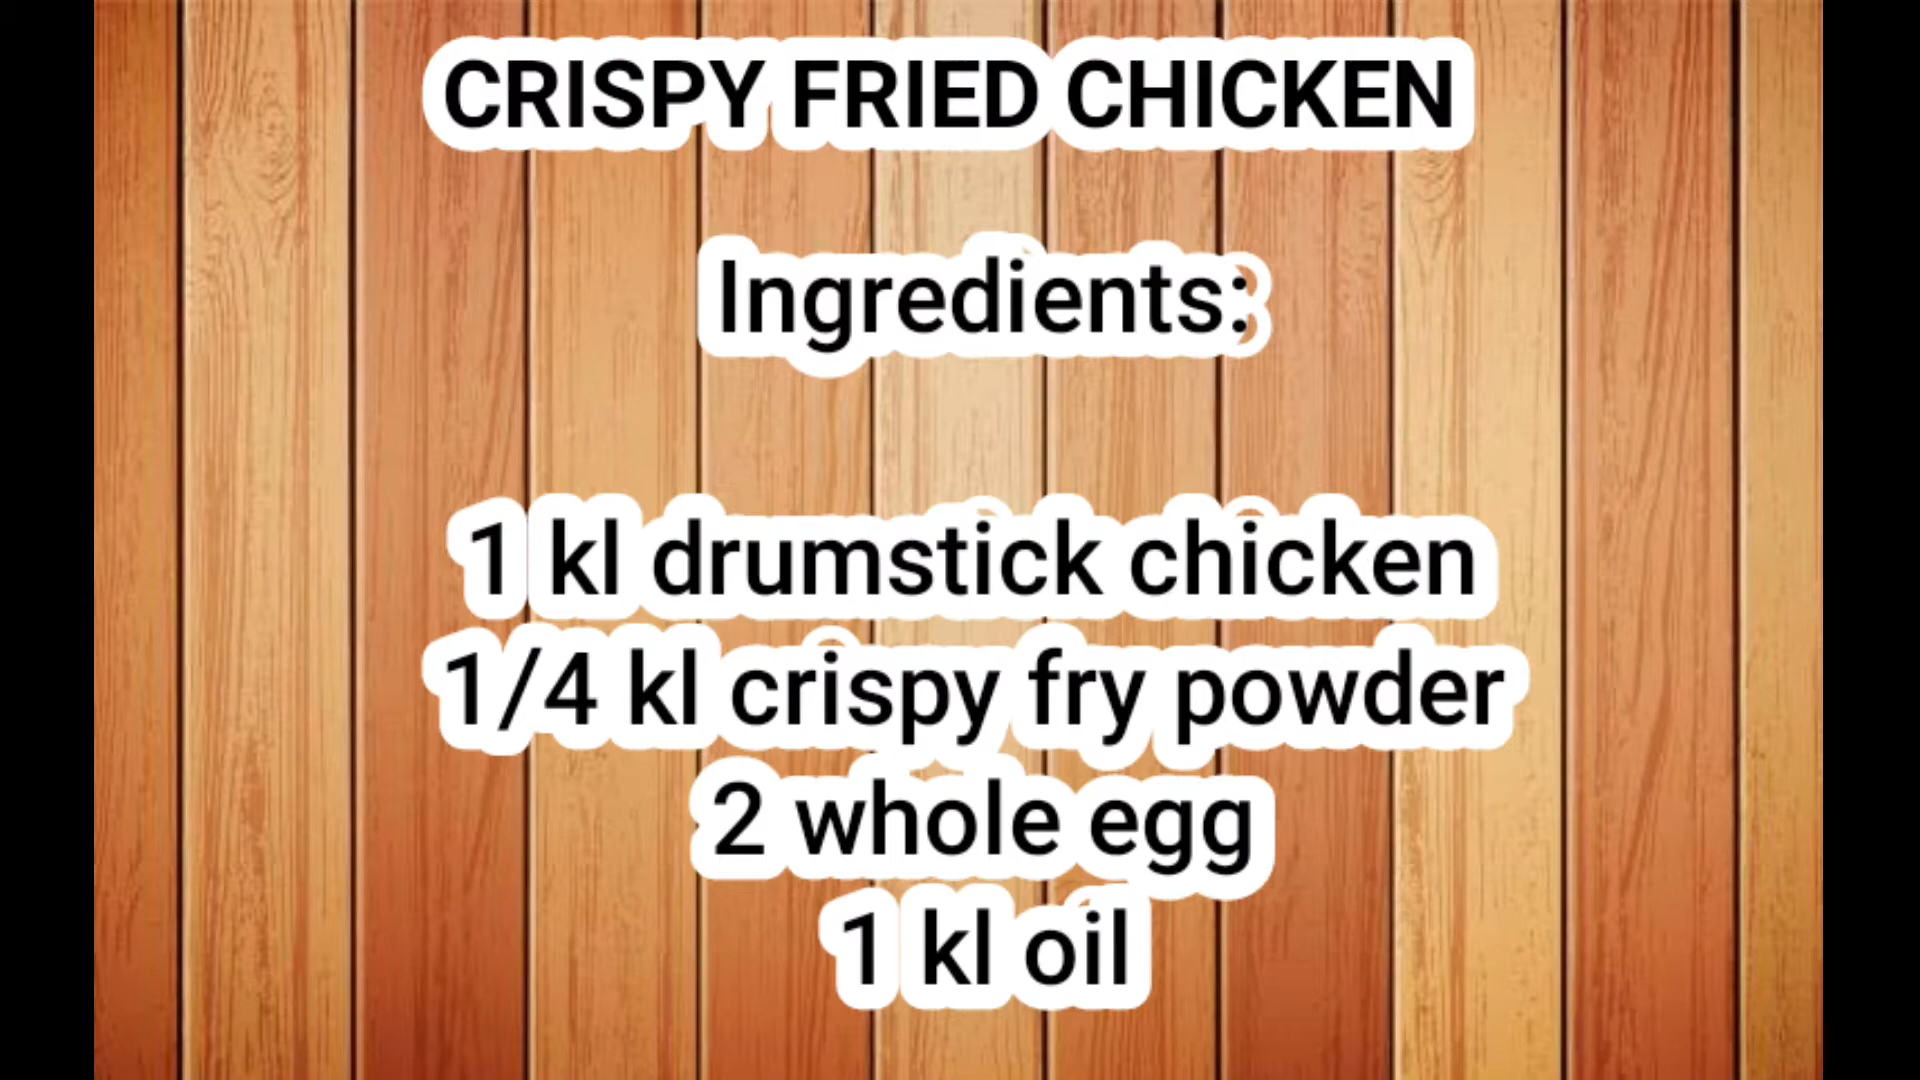 CRISPY FRIED CHICKEN
Ingredients:
1 kl drumstick chicken
1/4 kl crispy fry powder
2 whole egg
1 kl oil